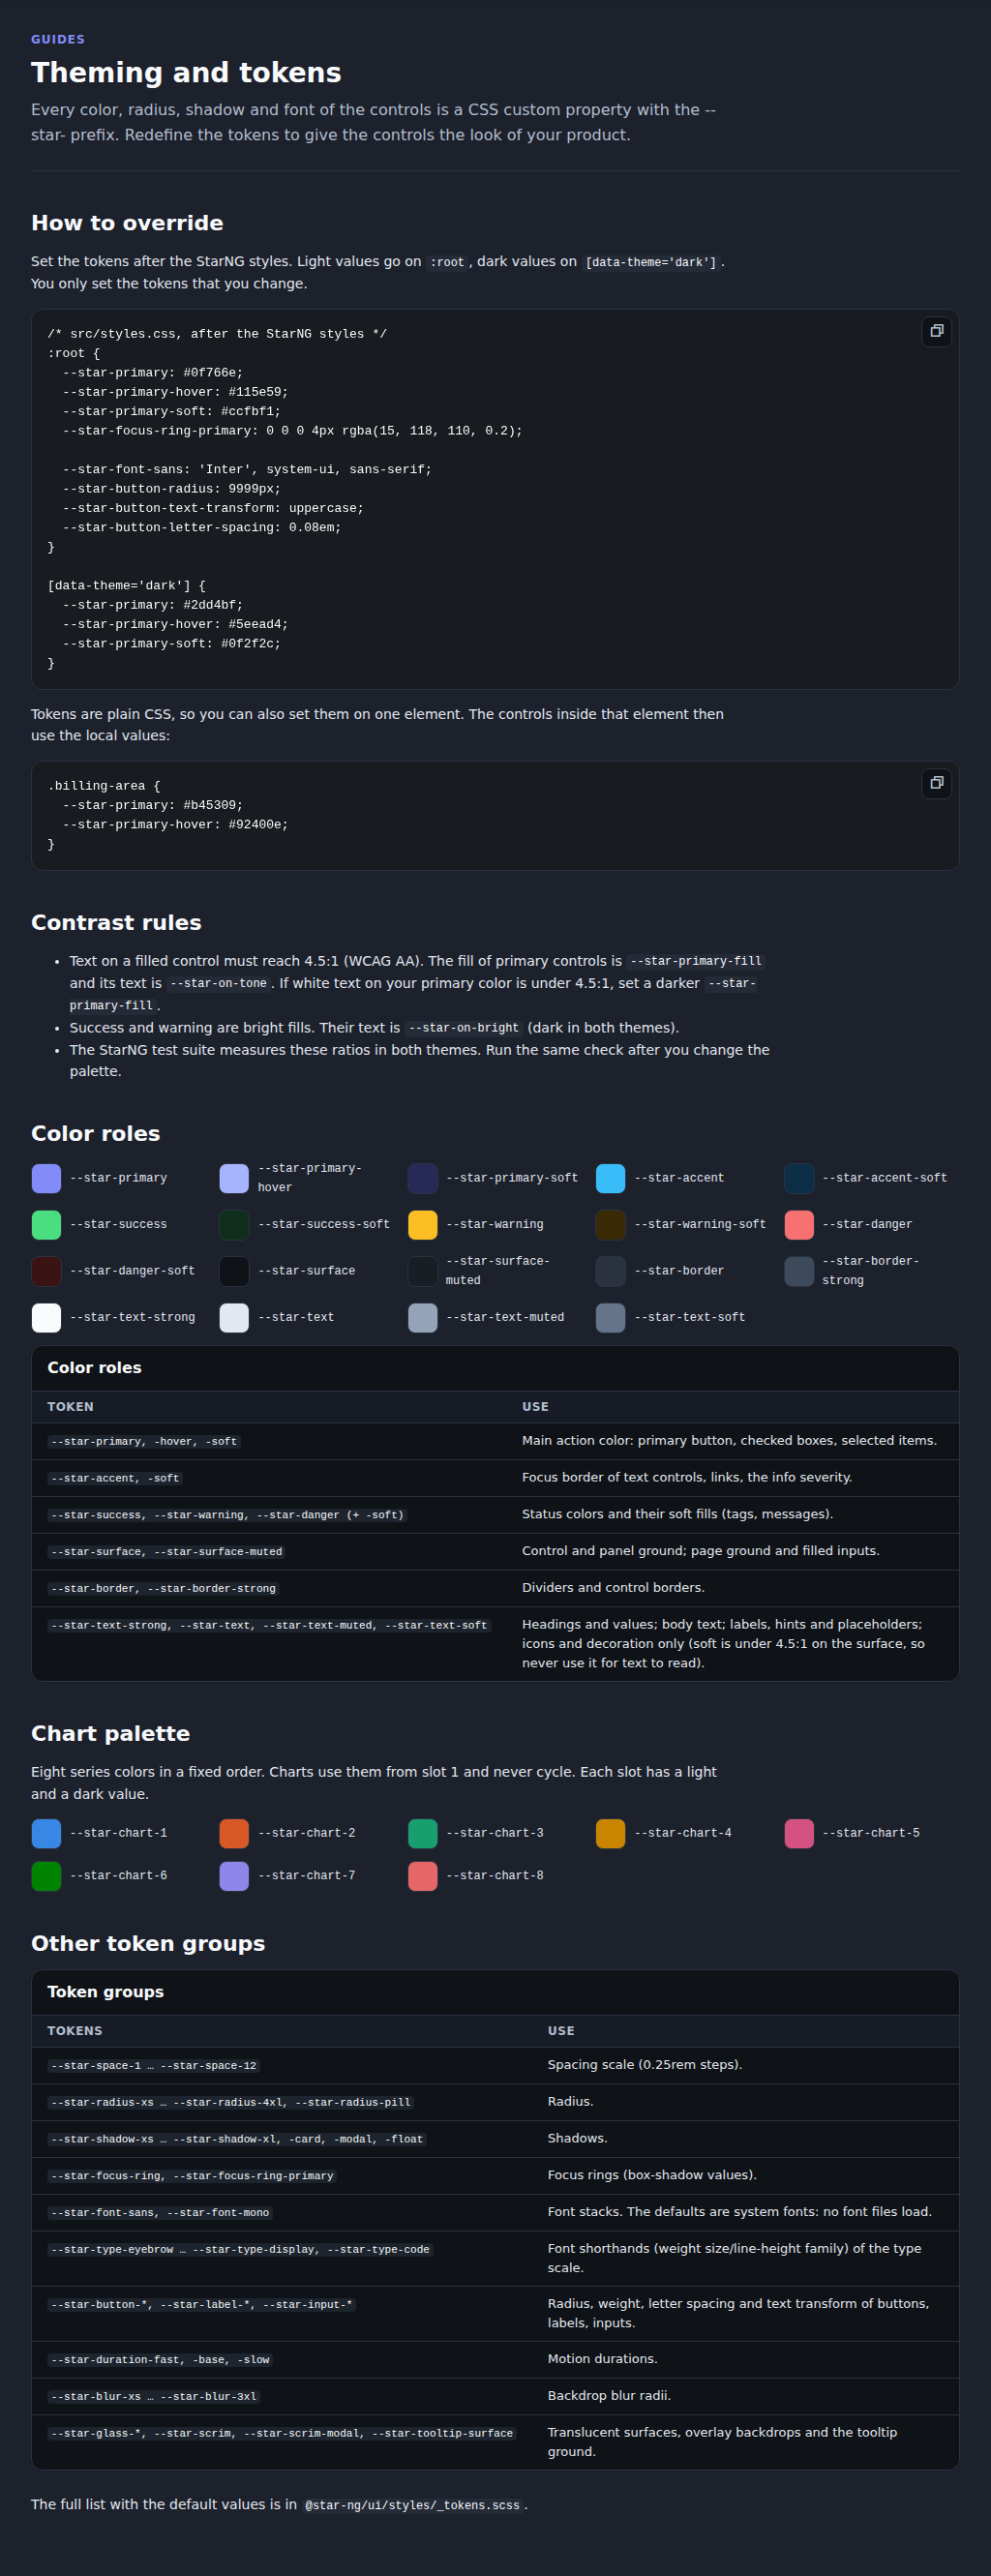 GUIDES
Theming and tokens
Every color, radius, shadow and font of the controls is a CSS custom property with the --
star- prefix. Redefine the tokens to give the controls the look of your product.
How to override
Set the tokens after the StarNG styles. Light values go on :root, dark values on [data-theme='dark'].
You only set the tokens that you change.
/* src/styles.css, after the StarNG styles */
:root {
  --star-primary: #0f766e;
  --star-primary-hover: #115e59;
  --star-primary-soft: #ccfbf1;
  --star-focus-ring-primary: 0 0 0 4px rgba(15, 118, 110, 0.2);
  --star-font-sans: 'Inter', system-ui, sans-serif;
  --star-button-radius: 9999px;
  --star-button-text-transform: uppercase;
  --star-button-letter-spacing: 0.08em;
}
[data-theme='dark'] {
  --star-primary: #2dd4bf;
  --star-primary-hover: #5eead4;
  --star-primary-soft: #0f2f2c;
}
Tokens are plain CSS, so you can also set them on one element. The controls inside that element then
use the local values:
.billing-area {
  --star-primary: #b45309;
  --star-primary-hover: #92400e;
}
Contrast rules
• Text on a filled control must reach 4.5:1 (WCAG AA). The fill of primary controls is --star-primary-fill
and its text is --star-on-tone. If white text on your primary color is under 4.5:1, set a darker --star-
primary-fill.
• Success and warning are bright fills. Their text is --star-on-bright (dark in both themes).
• The StarNG test suite measures these ratios in both themes. Run the same check after you change the
palette.
Color roles
--star-primary
--star-primary-
hover
--star-primary-soft
--star-accent
--star-accent-soft
--star-success
--star-success-soft
--star-warning
--star-warning-soft
--star-danger
--star-danger-soft
--star-surface
--star-surface-
muted
--star-border
--star-border-
strong
--star-text-strong
--star-text
--star-text-muted
--star-text-soft
Color roles
TOKEN USE
--star-primary, -hover, -soft Main action color: primary button, checked boxes, selected items.
--star-accent, -soft Focus border of text controls, links, the info severity.
--star-success, --star-warning, --star-danger (+ -soft) Status colors and their soft fills (tags, messages).
--star-surface, --star-surface-muted Control and panel ground; page ground and filled inputs.
--star-border, --star-border-strong Dividers and control borders.
--star-text-strong, --star-text, --star-text-muted, --star-text-soft Headings and values; body text; labels, hints and placeholders;
icons and decoration only (soft is under 4.5:1 on the surface, so
never use it for text to read).
Chart palette
Eight series colors in a fixed order. Charts use them from slot 1 and never cycle. Each slot has a light
and a dark value.
--star-chart-1
--star-chart-2
--star-chart-3
--star-chart-4
--star-chart-5
--star-chart-6
--star-chart-7
--star-chart-8
Other token groups
Token groups
TOKENS USE
--star-space-1 … --star-space-12 Spacing scale (0.25rem steps).
--star-radius-xs … --star-radius-4xl, --star-radius-pill Radius.
--star-shadow-xs … --star-shadow-xl, -card, -modal, -float Shadows.
--star-focus-ring, --star-focus-ring-primary Focus rings (box-shadow values).
--star-font-sans, --star-font-mono Font stacks. The defaults are system fonts: no font files load.
--star-type-eyebrow … --star-type-display, --star-type-code Font shorthands (weight size/line-height family) of the type
scale.
--star-button-*, --star-label-*, --star-input-* Radius, weight, letter spacing and text transform of buttons,
labels, inputs.
--star-duration-fast, -base, -slow Motion durations.
--star-blur-xs … --star-blur-3xl Backdrop blur radii.
--star-glass-*, --star-scrim, --star-scrim-modal, --star-tooltip-surface Translucent surfaces, overlay backdrops and the tooltip
ground.
The full list with the default values is in @star-ng/ui/styles/_tokens.scss.